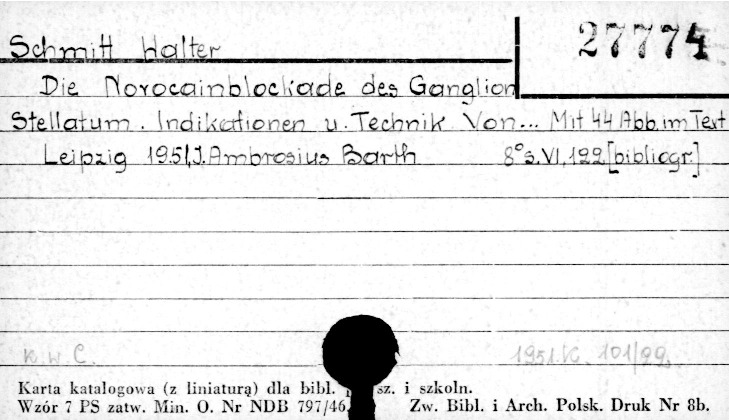 27774
Schmitt Walter
Die Novocainblockade des Ganglion
Stellatum. Indikationen u. Technik Von... Mit 44 Abb. im Text
Leipzig 1951, J. Ambrosius Barth 8° s. VI, 122 [bibliogr]
K. W. C. 1951. K. 101/99.
Karta katalogowa (z liniaturą) dla bibl. sz. i szkoln.
Wzór 7 PS zatw. Min. O. Nr NDB 797/46. Zw. Bibl. i Arch. Polsk. Druk Nr 8b.